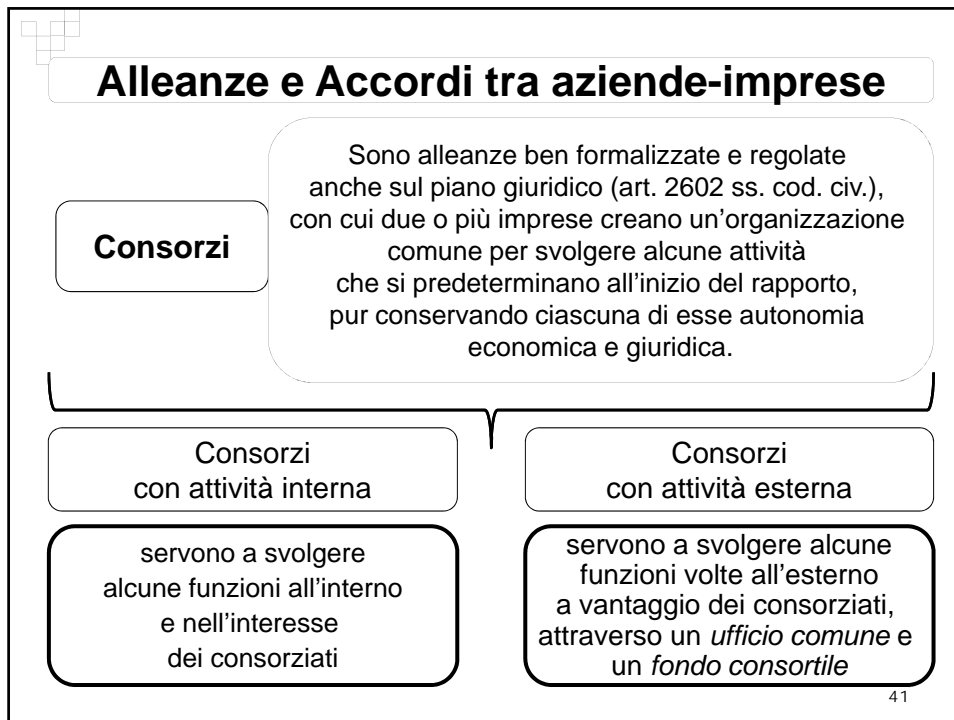 Alleanze e Accordi tra aziende-imprese
Consorzi
Sono alleanze ben formalizzate e regolate
anche sul piano giuridico (art. 2602 ss. cod. civ.),
con cui due o più imprese creano un’organizzazione
comune per svolgere alcune attività
che si predeterminano all’inizio del rapporto,
pur conservando ciascuna di esse autonomia
economica e giuridica.
Consorzi
con attività interna
servono a svolgere
alcune funzioni all’interno
e nell’interesse
dei consorziati
Consorzi
con attività esterna
servono a svolgere alcune
funzioni volte all’esterno
a vantaggio dei consorziati,
attraverso un ufficio comune e
un fondo consortile
41